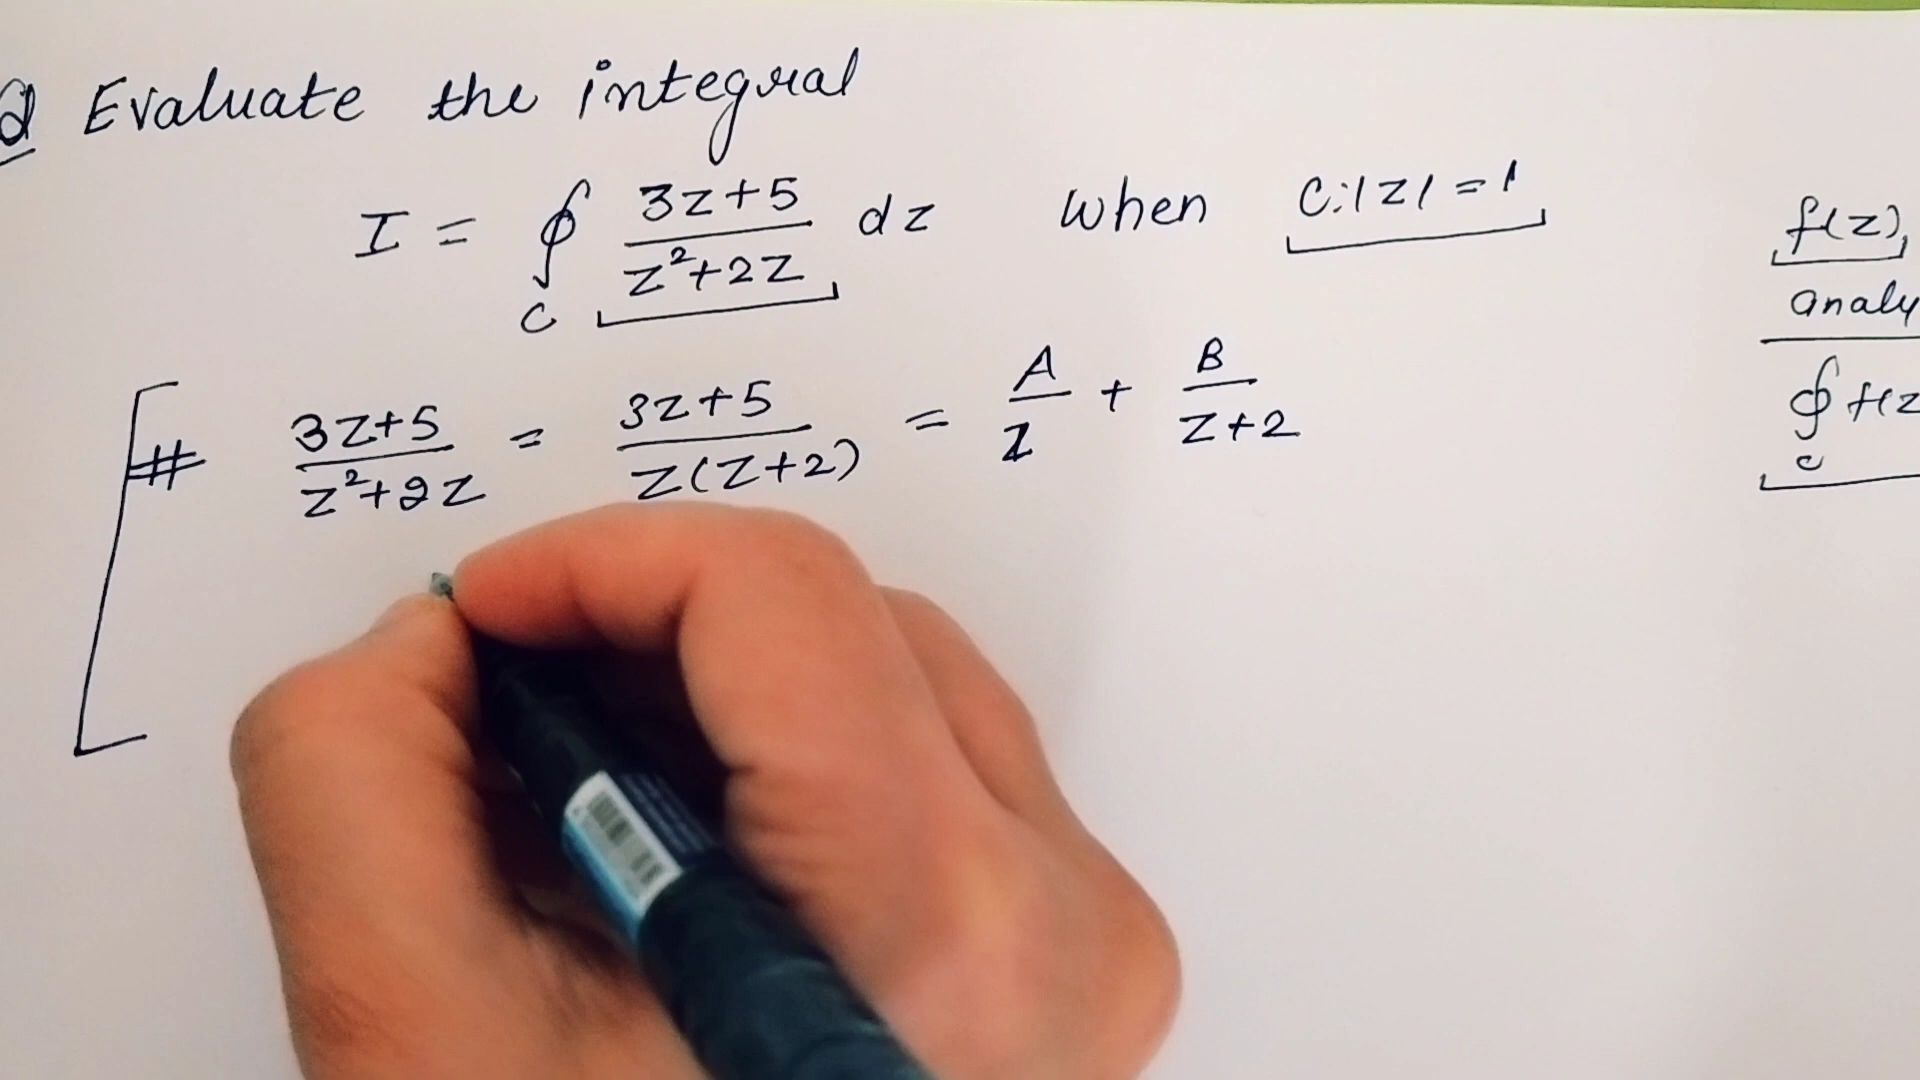 Q Evaluate the integral
I = ∮_C (3z+5)/(z²+2z) dz when C:|z|=1
# (3z+5)/(z²+2z) = (3z+5)/(z(z+2)) = A/z + B/(z+2)
f(z),
analy
∮_c f(z